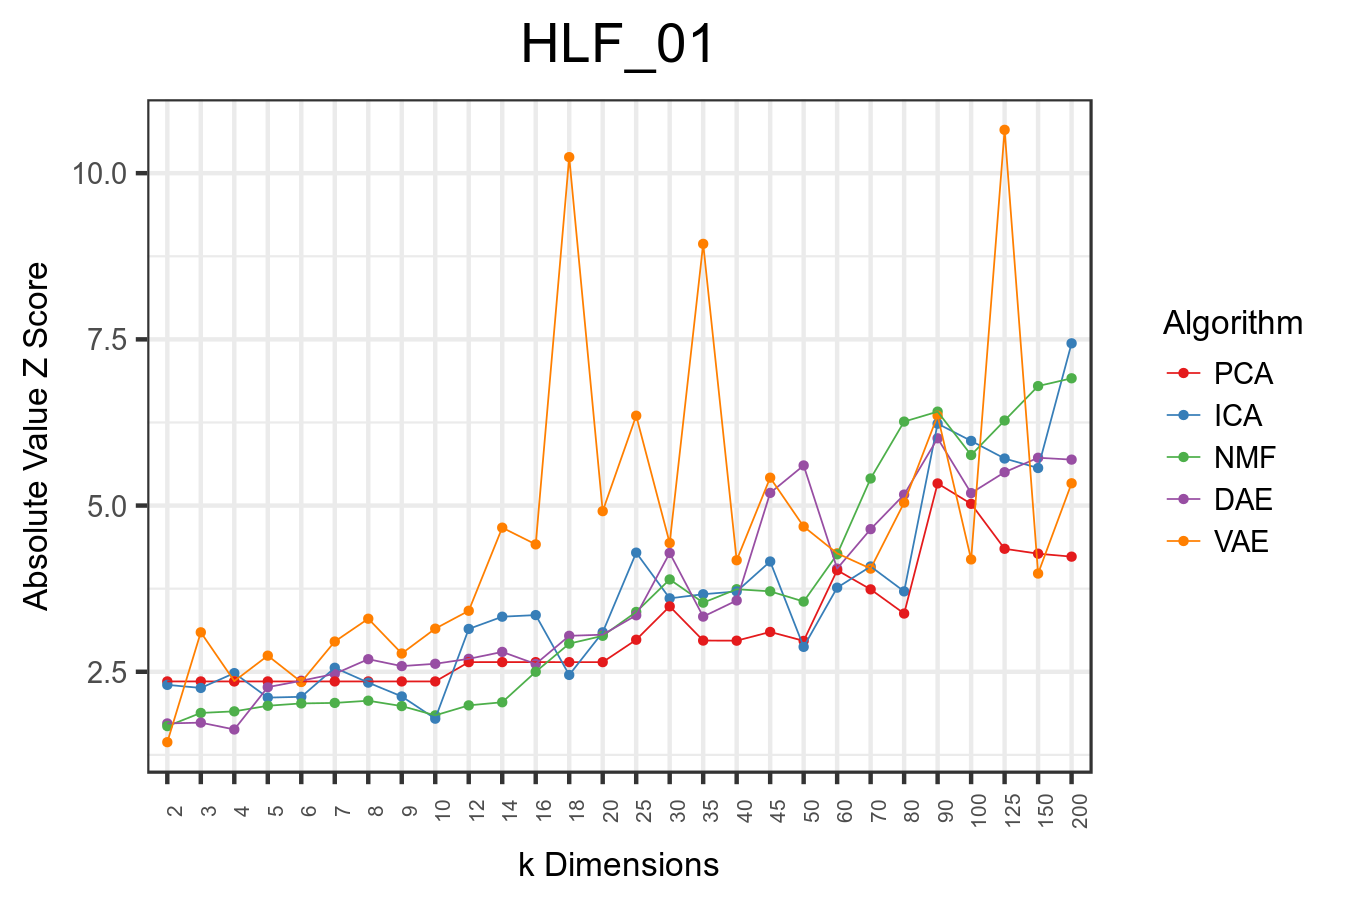 HLF_01
Absolute Value Z Score
10.0
7.5
5.0
2.5
2 3 4 5 6 7 8 9 10 12 14 16 18 20 25 30 35 40 45 50 60 70 80 90 100 125 150 200
k Dimensions
Algorithm
PCA
ICA
NMF
DAE
VAE